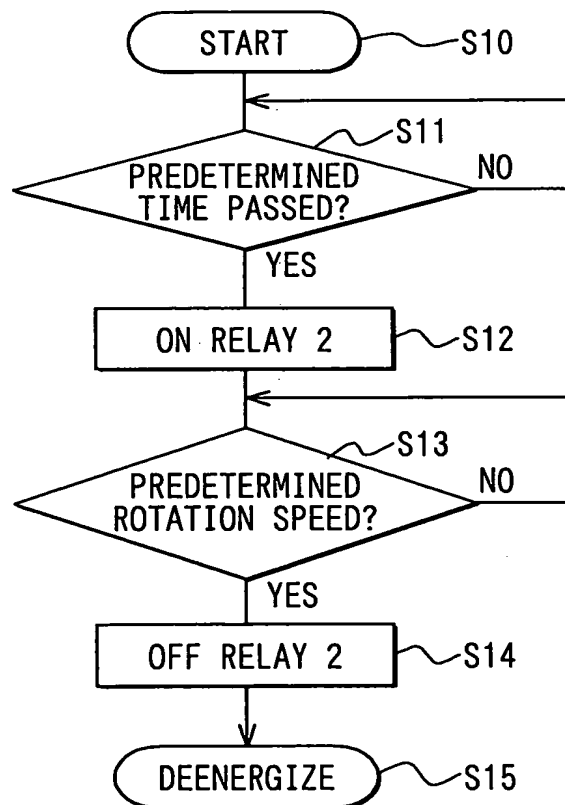 START
S10
S11
PREDETERMINED
TIME PASSED?
NO
YES
ON RELAY 2
S12
S13
PREDETERMINED
ROTATION SPEED?
NO
YES
OFF RELAY 2
S14
DEENERGIZE
S15